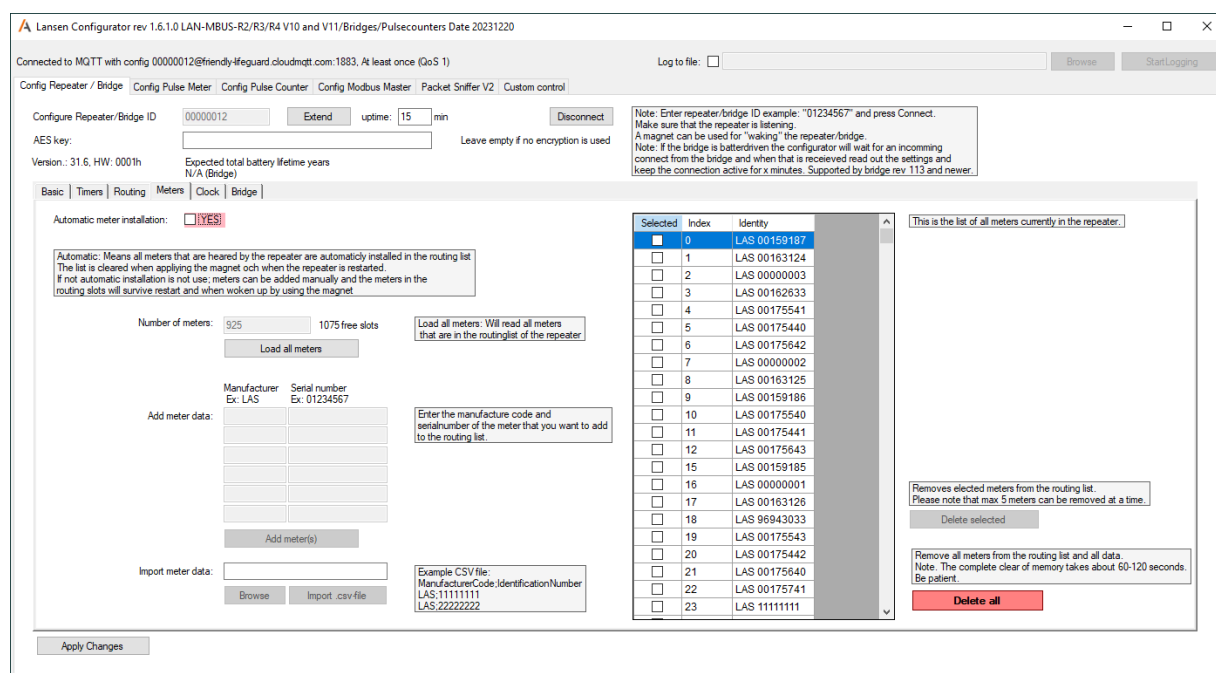 Lansen Configurator rev 1.6.1.0 LAN-MBUS-R2/R3/R4 V10 and V11/Bridges/Pulsecounters Date 20231220
Connected to MQTT with config 00000012@friendly-lifeguard.cloudmqtt.com:1883, At least once (QoS 1)
Log to file:
Browse
StartLogging
Config Repeater / Bridge
Config Pulse Meter
Config Pulse Counter
Config Modbus Master
Packet Sniffer V2
Custom control
Configure Repeater/Bridge ID
00000012
Extend
uptime:
15
min
Disconnect
AES key:
Leave empty if no encryption is used
Version.: 31.6, HW: 0001h
Expected total battery lifetime years
N/A (Bridge)
Note: Enter repeater/bridge ID example: "01234567" and press Connect.
Make sure that the repeater is listening.
A magnet can be used for "waking" the repeater/bridge.
Note: If the bridge is batterdriven the configurator will wait for an incomming
connect from the bridge and when that is receieved read out the settings and
keep the connection active for x minutes. Supported by bridge rev 113 and newer.
Basic
Timers
Routing
Meters
Clock
Bridge
Automatic meter installation:
YES
Automatic: Means all meters that are heared by the repeater are automaticly installed in the routing list
The list is cleared when appliying the magnet och when the repeater is restarted.
If not automatic installation is not use; meters can be added manually and the meters in the
routing slots will survive restart and when woken up by using the magnet
Number of meters:
925
1075 free slots
Load all meters
Load all meters: Will read all meters
that are in the routinglist of the repeater
Manufacturer
Ex: LAS
Serial number
Ex: 01234567
Add meter data:
Enter the manufacture code and
serialnumber of the meter that you want to add
to the routing list.
Add meter(s)
Import meter data:
Browse
Import .csv-file
Example CSV file:
ManufacturerCode;IdentificationNumber
LAS;11111111
LAS;22222222
Selected Index Identity
0 LAS 00159187
1 LAS 00163124
2 LAS 00000003
3 LAS 00162633
4 LAS 00175541
5 LAS 00175440
6 LAS 00175642
7 LAS 00000002
8 LAS 00163125
9 LAS 00159186
10 LAS 00175540
11 LAS 00175441
12 LAS 00175643
15 LAS 00159185
16 LAS 00000001
17 LAS 00163126
18 LAS 96943033
19 LAS 00175543
20 LAS 00175442
21 LAS 00175640
22 LAS 00175741
23 LAS 11111111
This is the list of all meters currently in the repeater.
Removes elected meters from the routing list.
Please note that max 5 meters can be removed at a time.
Delete selected
Remove all meters from the routing list and all data.
Note. The complete clear of memory takes about 60-120 seconds.
Be patient.
Delete all
Apply Changes